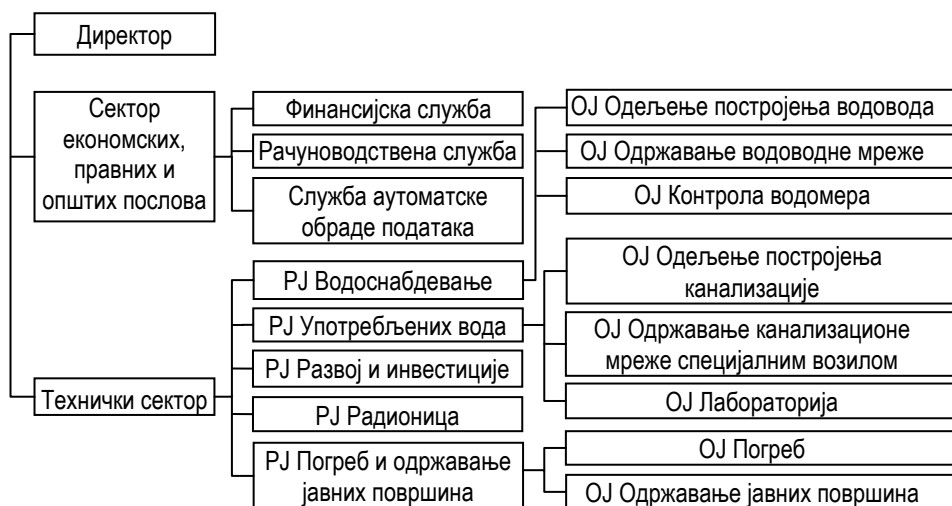 Директор
Сектор
економских,
правних и
општих послова
Технички сектор
Финансијска служба
Рачуноводствена служба
Служба аутоматске
обраде података
РЈ Водоснабдевање
РЈ Употребљених вода
РЈ Развој и инвестиције
РЈ Радионица
РЈ Погреб и одржавање
јавних површина
ОЈ Одељење постројења водовода
ОЈ Одржавање водоводне мреже
ОЈ Контрола водомера
ОЈ Одељење постројења
канализације
ОЈ Одржавање канализационе
мреже специјалним возилом
ОЈ Лабораторија
ОЈ Погреб
ОЈ Одржавање јавних површина